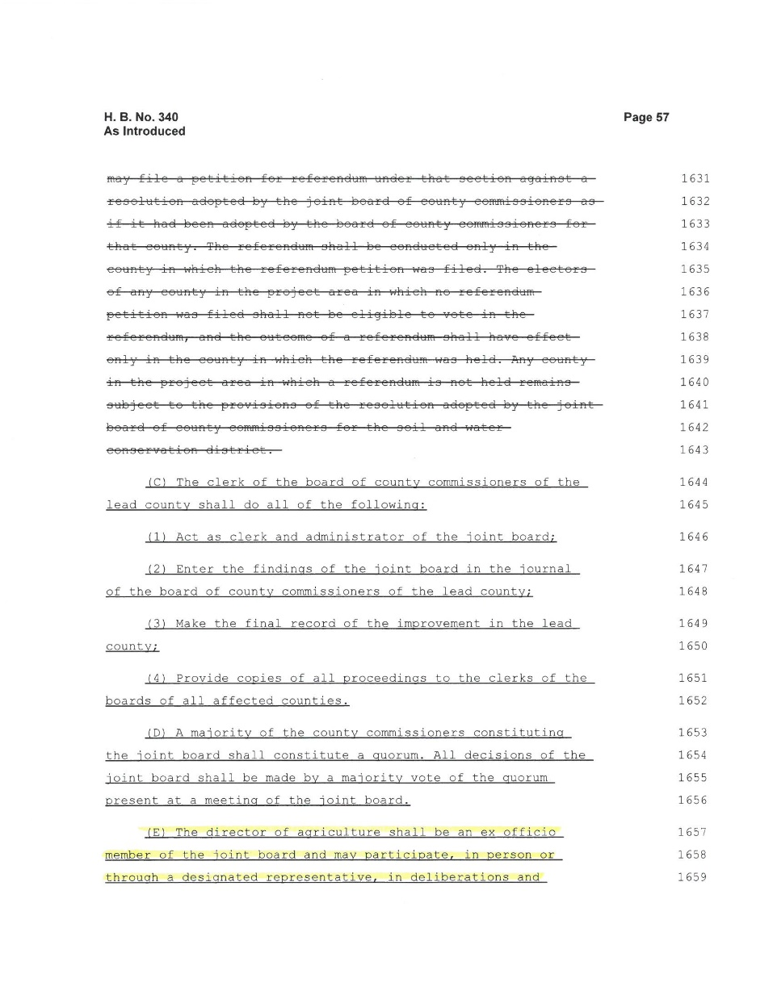 H. B. No. 340 Page 57
As Introduced
may file a petition for referendum under that section against a 1631
resolution adopted by the joint board of county commissioners as 1632
if it had been adopted by the board of county commissioners for 1633
that county. The referendum shall be conducted only in the 1634
county in which the referendum petition was filed. The electors 1635
of any county in the project area in which no referendum 1636
petition was filed shall not be eligible to vote in the 1637
referendum, and the outcome of a referendum shall have effect 1638
only in the county in which the referendum was held. Any county 1639
in the project area in which a referendum is not held remains 1640
subject to the provisions of the resolution adopted by the joint 1641
board of county commissioners for the soil and water 1642
conservation district. 1643
(C) The clerk of the board of county commissioners of the 1644
lead county shall do all of the following: 1645
(1) Act as clerk and administrator of the joint board; 1646
(2) Enter the findings of the joint board in the journal 1647
of the board of county commissioners of the lead county; 1648
(3) Make the final record of the improvement in the lead 1649
county; 1650
(4) Provide copies of all proceedings to the clerks of the 1651
boards of all affected counties. 1652
(D) A majority of the county commissioners constituting 1653
the joint board shall constitute a quorum. All decisions of the 1654
joint board shall be made by a majority vote of the quorum 1655
present at a meeting of the joint board. 1656
(E) The director of agriculture shall be an ex officio 1657
member of the joint board and may participate, in person or 1658
through a designated representative, in deliberations and 1659